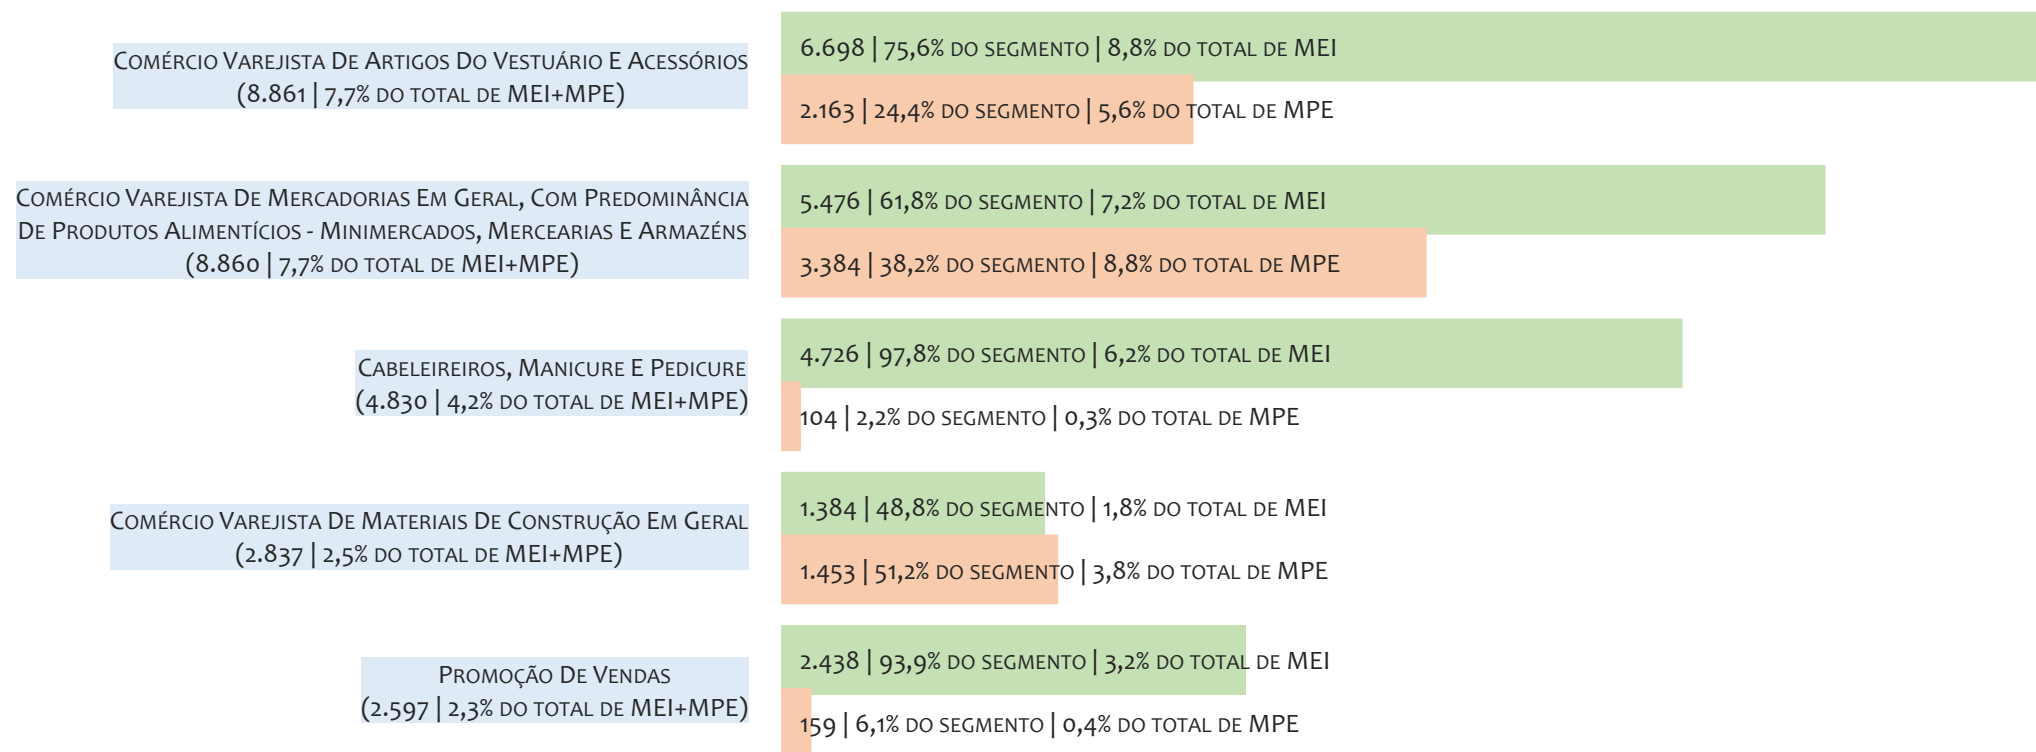 Comércio Varejista De Artigos Do Vestuário E Acessórios
(8.861 | 7,7% do total de MEI+MPE)
6.698 | 75,6% do segmento | 8,8% do total de MEI
2.163 | 24,4% do segmento | 5,6% do total de MPE
Comércio Varejista De Mercadorias Em Geral, Com Predominância
De Produtos Alimentícios - Minimercados, Mercearias E Armazéns
(8.860 | 7,7% do total de MEI+MPE)
5.476 | 61,8% do segmento | 7,2% do total de MEI
3.384 | 38,2% do segmento | 8,8% do total de MPE
Cabeleireiros, Manicure E Pedicure
(4.830 | 4,2% do total de MEI+MPE)
4.726 | 97,8% do segmento | 6,2% do total de MEI
104 | 2,2% do segmento | 0,3% do total de MPE
Comércio Varejista De Materiais De Construção Em Geral
(2.837 | 2,5% do total de MEI+MPE)
1.384 | 48,8% do segmento | 1,8% do total de MEI
1.453 | 51,2% do segmento | 3,8% do total de MPE
Promoção De Vendas
(2.597 | 2,3% do total de MEI+MPE)
2.438 | 93,9% do segmento | 3,2% do total de MEI
159 | 6,1% do segmento | 0,4% do total de MPE